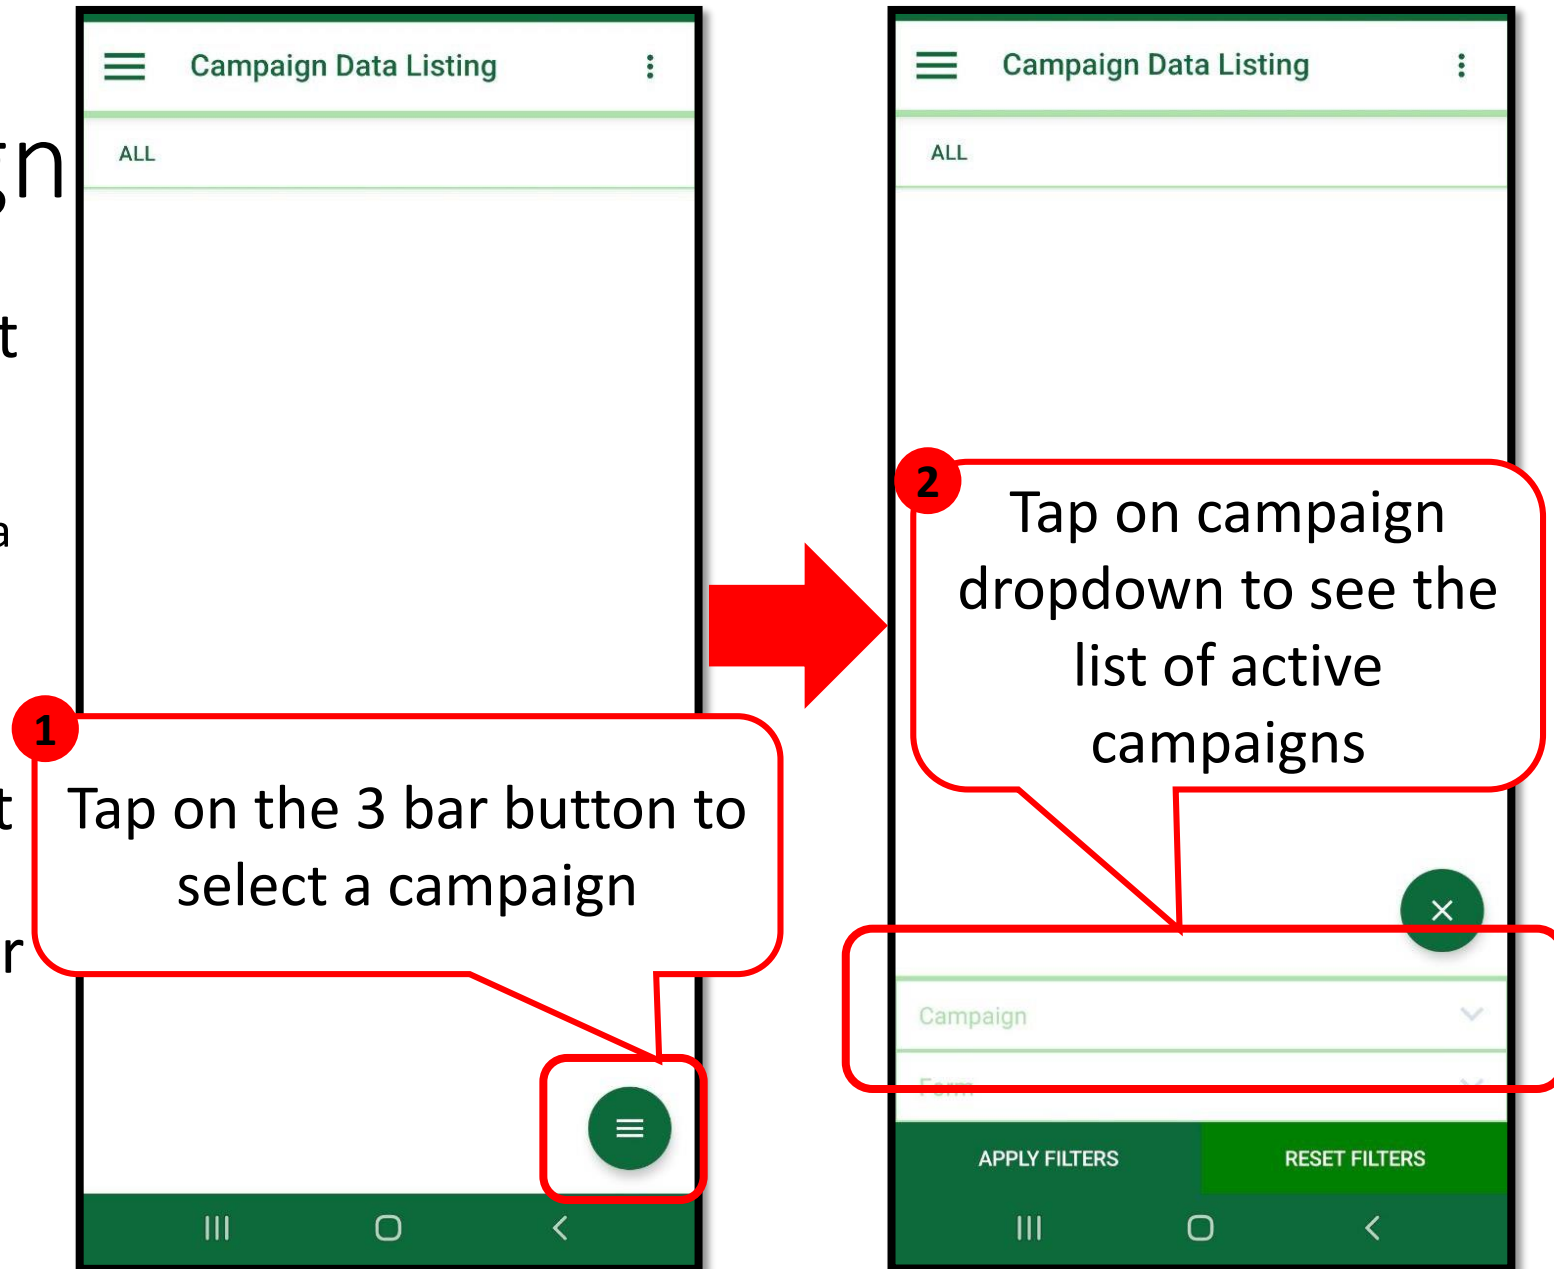 Campaign Data Listing
ALL
1
Tap on the 3 bar button to
select a campaign
Campaign Data Listing
ALL
2
Tap on campaign
dropdown to see the
list of active
campaigns
Campaign
Form
APPLY FILTERS
RESET FILTERS